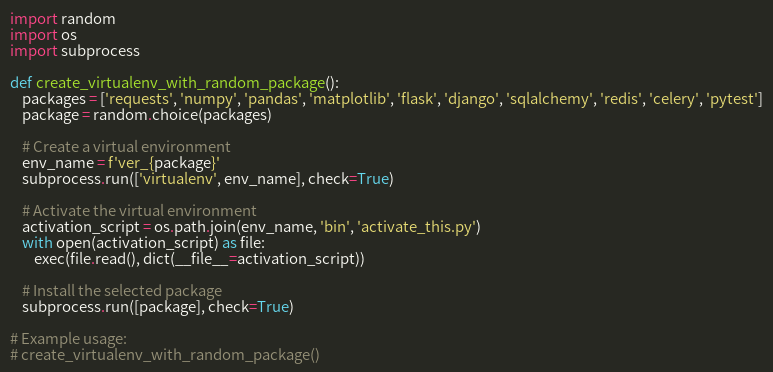 import random
import os
import subprocess

def create_virtualenv_with_random_package():
    packages = ['requests', 'numpy', 'pandas', 'matplotlib', 'flask', 'django', 'sqlalchemy', 'redis', 'celery', 'pytest']
    package = random.choice(packages)

    # Create a virtual environment
    env_name = f'ver_{package}'
    subprocess.run(['virtualenv', env_name], check=True)

    # Activate the virtual environment
    activation_script = os.path.join(env_name, 'bin', 'activate_this.py')
    with open(activation_script) as file:
        exec(file.read(), dict(__file__=activation_script))

    # Install the selected package
    subprocess.run([package], check=True)

# Example usage:
# create_virtualenv_with_random_package()